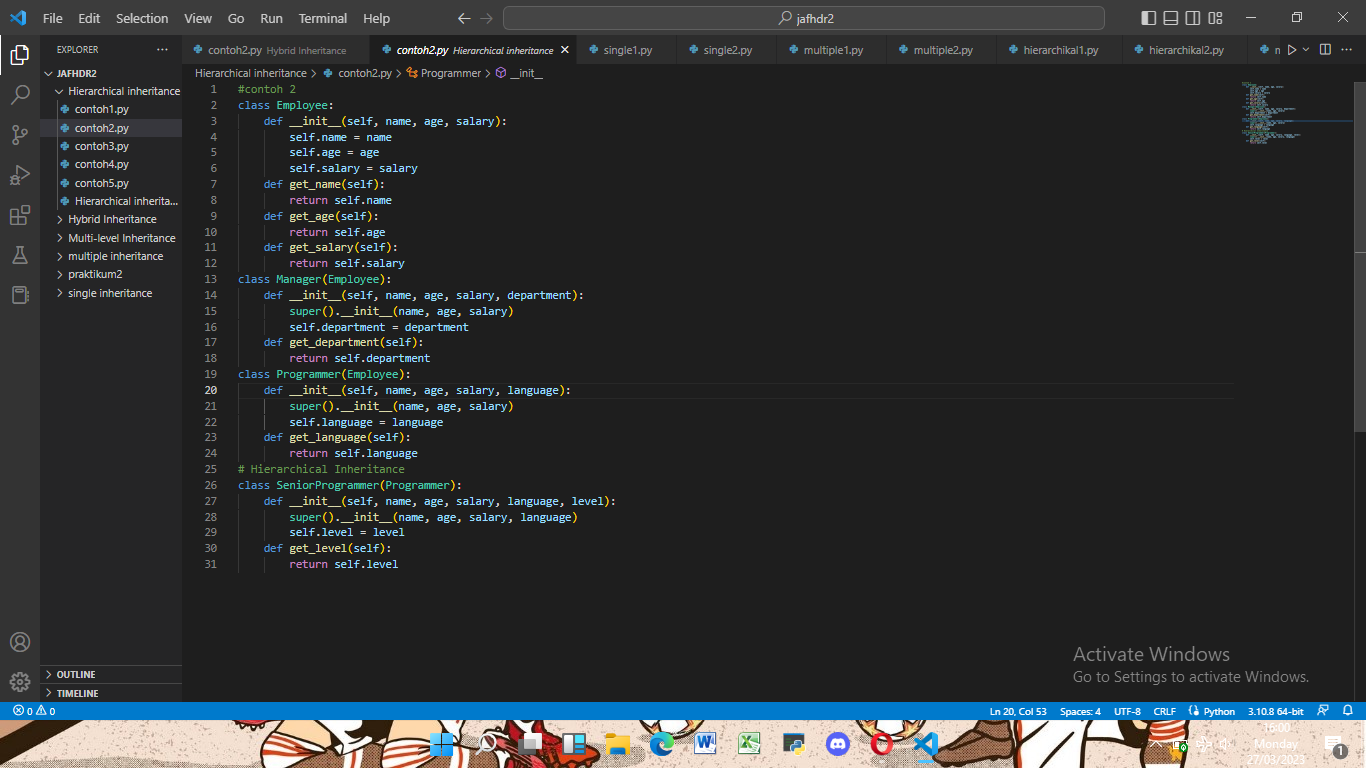 File Edit Selection View Go Run Terminal Help
jafhdr2
EXPLORER
contoh2.py Hybrid Inheritance
contoh2.py Hierarchical inheritance
single1.py
single2.py
multiple1.py
multiple2.py
hierarchikal1.py
hierarchikal2.py
JAFHDR2
Hierarchical inheritance
contoh1.py
contoh2.py
contoh3.py
contoh4.py
contoh5.py
Hierarchical inherita...
Hybrid Inheritance
Multi-level Inheritance
multiple inheritance
praktikum2
single inheritance
OUTLINE
TIMELINE
Hierarchical inheritance > contoh2.py > Programmer > __init__
1 #contoh 2
2 class Employee:
3     def __init__(self, name, age, salary):
4         self.name = name
5         self.age = age
6         self.salary = salary
7     def get_name(self):
8         return self.name
9     def get_age(self):
10         return self.age
11     def get_salary(self):
12         return self.salary
13 class Manager(Employee):
14     def __init__(self, name, age, salary, department):
15         super().__init__(name, age, salary)
16         self.department = department
17     def get_department(self):
18         return self.department
19 class Programmer(Employee):
20     def __init__(self, name, age, salary, language):
21         super().__init__(name, age, salary)
22         self.language = language
23     def get_language(self):
24         return self.language
25 # Hierarchical Inheritance
26 class SeniorProgrammer(Programmer):
27     def __init__(self, name, age, salary, language, level):
28         super().__init__(name, age, salary, language)
29         self.level = level
30     def get_level(self):
31         return self.level
Activate Windows
Go to Settings to activate Windows.
0 0
Ln 20, Col 53 Spaces: 4 UTF-8 CRLF Python 3.10.8 64-bit
16:00
Monday
27/03/2023
1